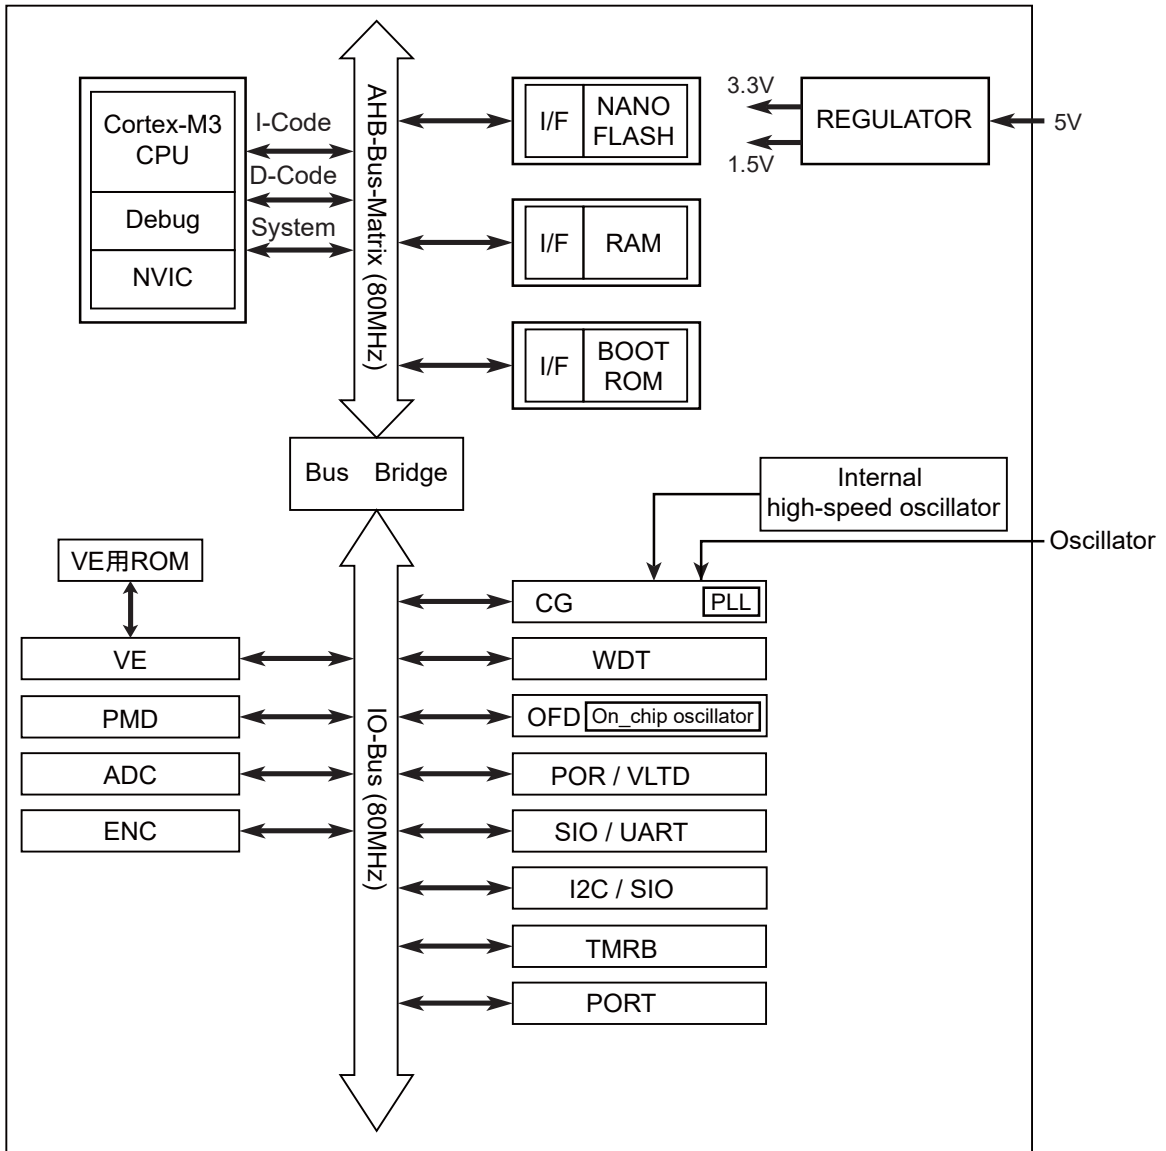 Cortex-M3
CPU
Debug
NVIC
I-Code
D-Code
System
AHB-Bus-Matrix (80MHz)
I/F
NANO
FLASH
I/F
RAM
I/F
BOOT
ROM
3.3V
1.5V
REGULATOR
5V
Bus Bridge
Internal
high-speed oscillator
Oscillator
VE用ROM
VE
PMD
ADC
ENC
IO-Bus (80MHz)
CG
PLL
WDT
OFD
On_chip oscillator
POR / VLTD
SIO / UART
I2C / SIO
TMRB
PORT